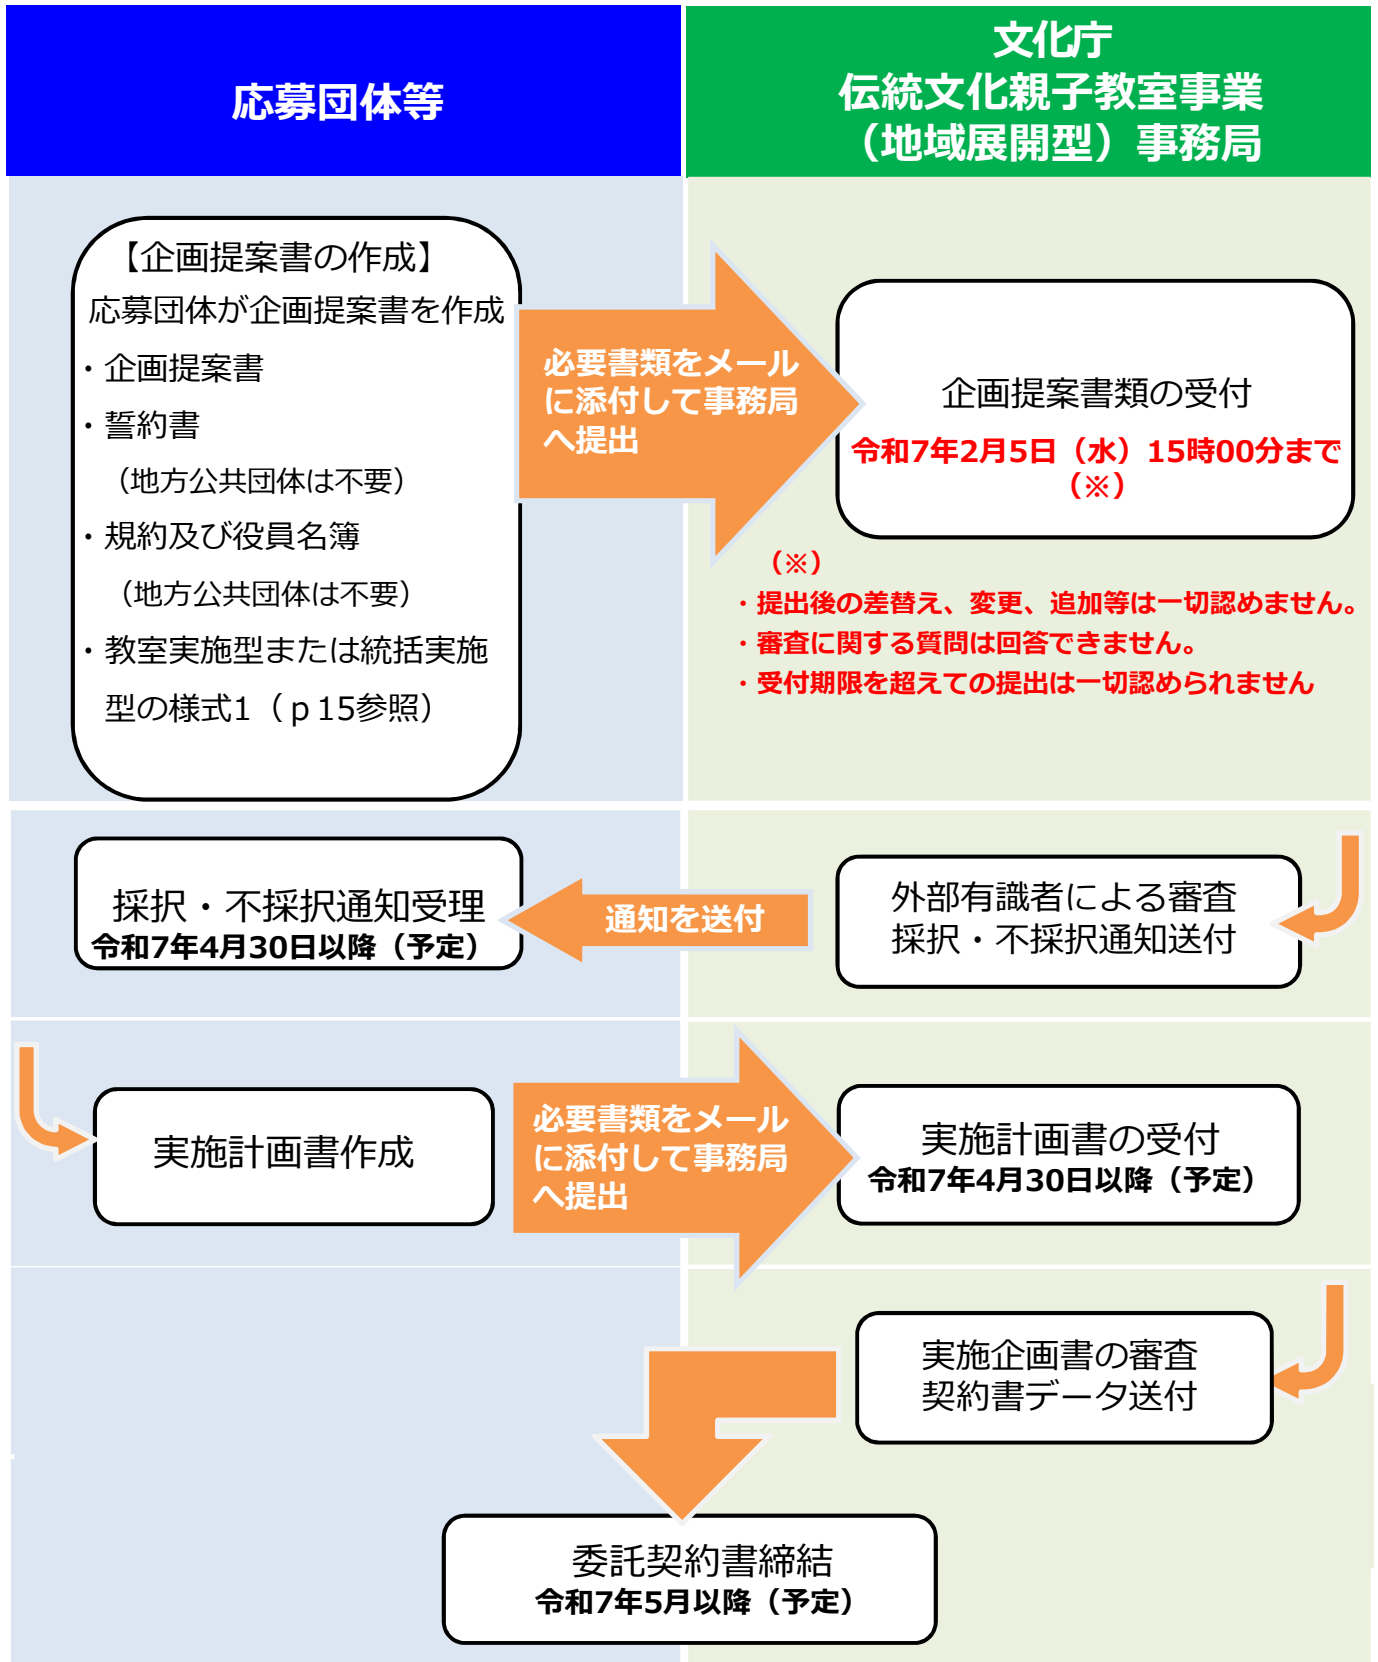 応募団体等
文化庁
伝統文化親子教室事業
（地域展開型）事務局
【企画提案書の作成】
応募団体が企画提案書を作成
・企画提案書
・誓約書
（地方公共団体は不要）
・規約及び役員名簿
（地方公共団体は不要）
・教室実施型または統括実施
型の様式1（ｐ15参照）
必要書類をメール
に添付して事務局
へ提出
企画提案書類の受付
令和7年2月5日（水）15時00分まで
（※）
（※）
・提出後の差替え、変更、追加等は一切認めません。
・審査に関する質問は回答できません。
・受付期限を超えての提出は一切認められません
採択・不採択通知受理
令和7年4月30日以降（予定）
通知を送付
外部有識者による審査
採択・不採択通知送付
実施計画書作成
必要書類をメール
に添付して事務局
へ提出
実施計画書の受付
令和7年4月30日以降（予定）
実施企画書の審査
契約書データ送付
委託契約書締結
令和7年5月以降（予定）